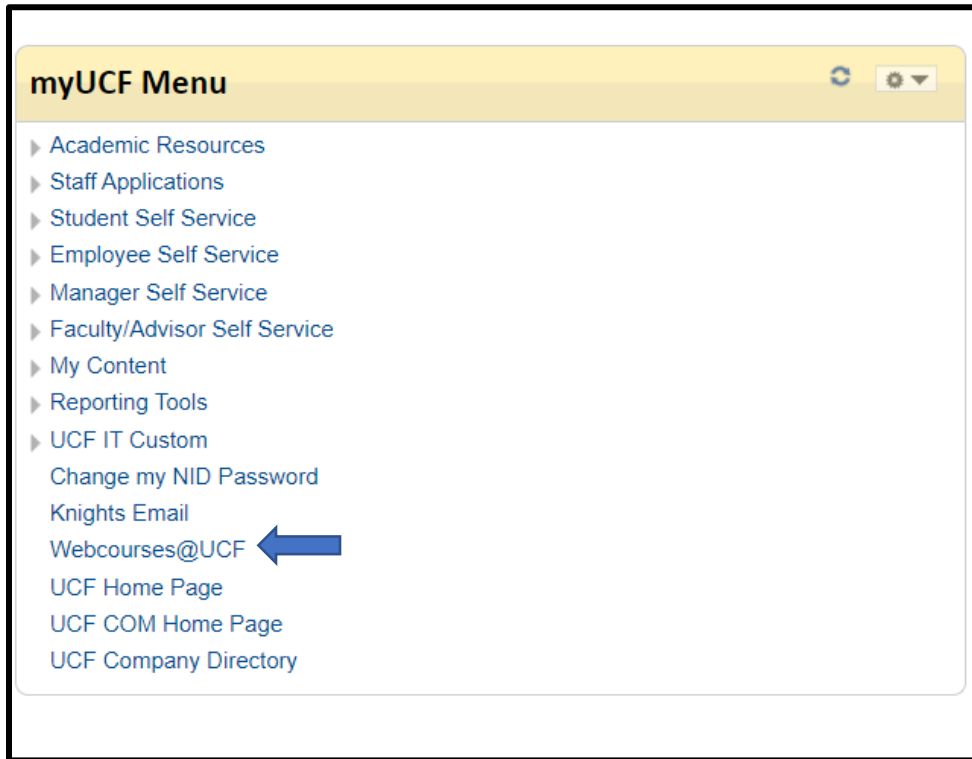 myUCF Menu
Academic Resources
Staff Applications
Student Self Service
Employee Self Service
Manager Self Service
Faculty/Advisor Self Service
My Content
Reporting Tools
UCF IT Custom
Change my NID Password
Knights Email
Webcourses@UCF
UCF Home Page
UCF COM Home Page
UCF Company Directory